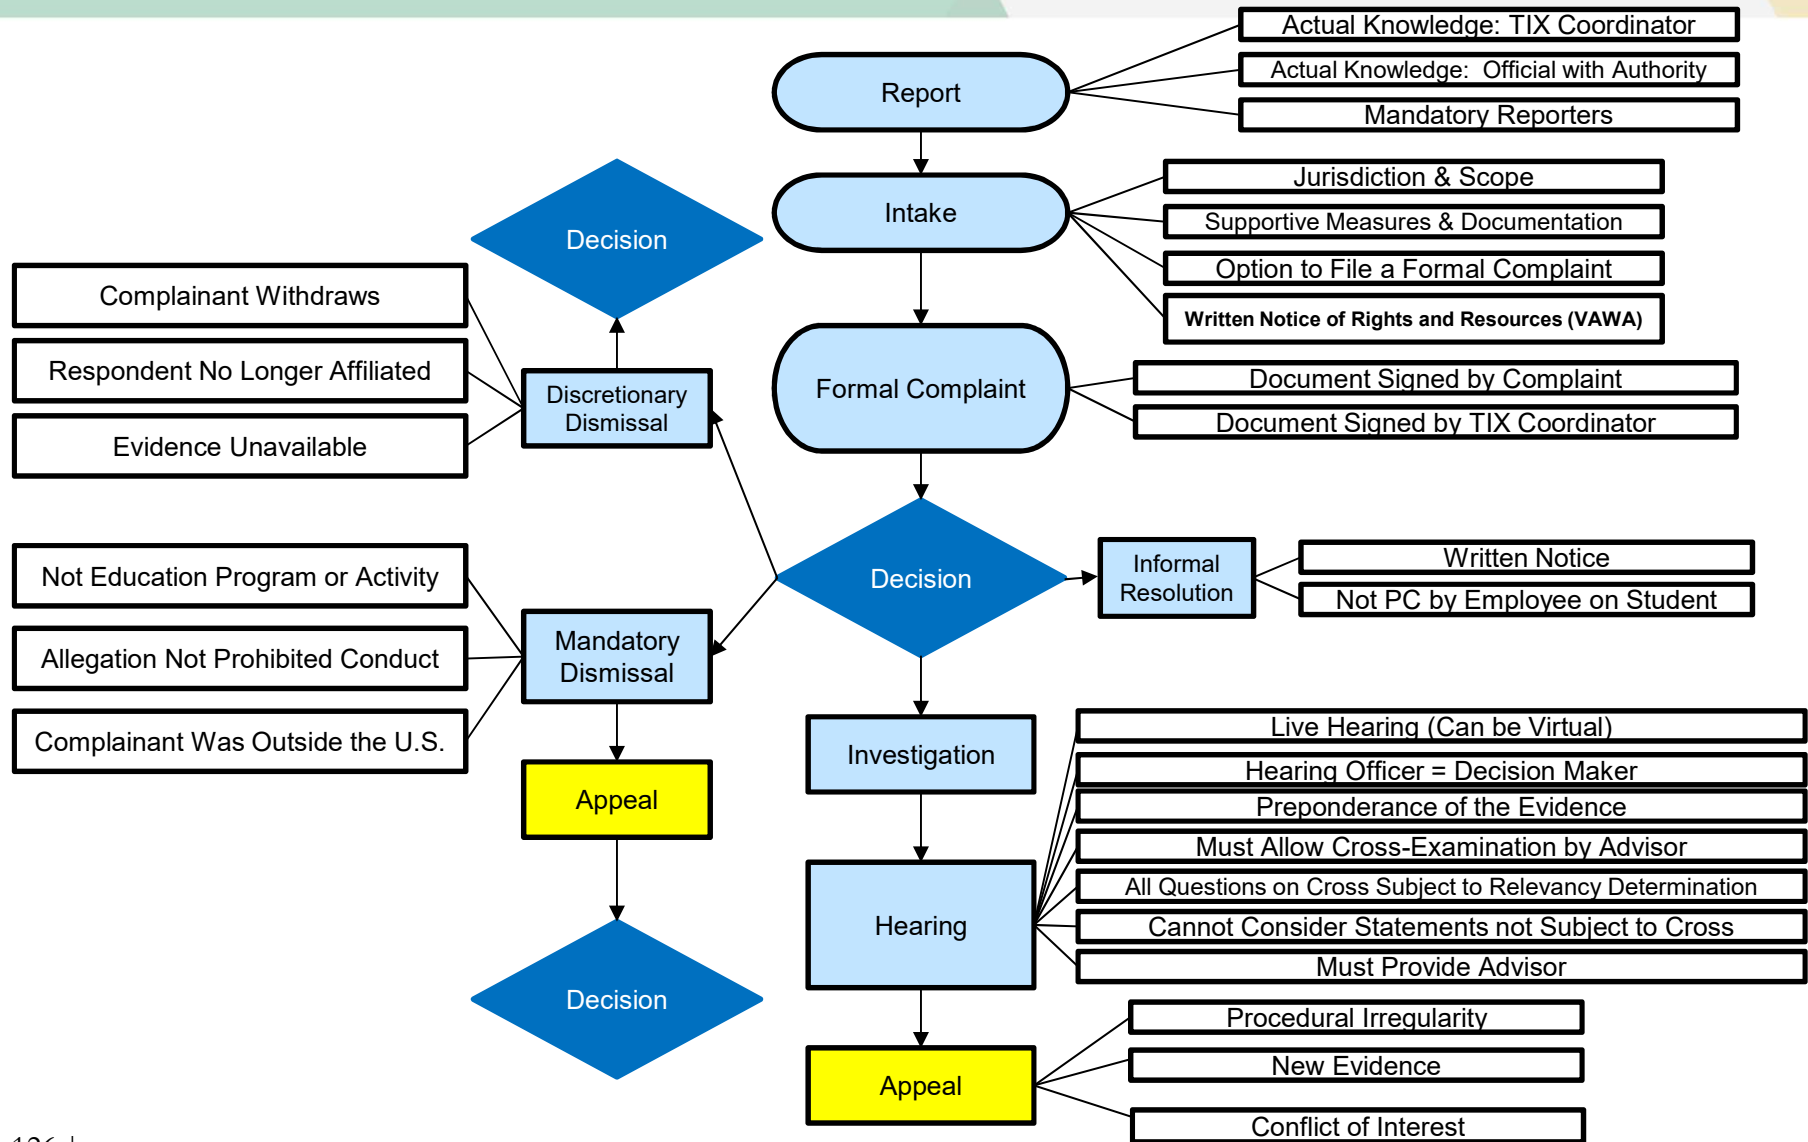 Actual Knowledge: TIX Coordinator
Report
Actual Knowledge:  Official with Authority
Mandatory Reporters
Intake
Jurisdiction & Scope
Supportive Measures & Documentation
Option to File a Formal Complaint
Written Notice of Rights and Resources (VAWA)
Decision
Complainant Withdraws
Respondent No Longer Affiliated
Evidence Unavailable
Discretionary
Dismissal
Formal Complaint
Document Signed by Complaint
Document Signed by TIX Coordinator
Decision
Informal
Resolution
Written Notice
Not PC by Employee on Student
Not Education Program or Activity
Allegation Not Prohibited Conduct
Complainant Was Outside the U.S.
Mandatory
Dismissal
Appeal
Decision
Investigation
Hearing
Live Hearing (Can be Virtual)
Hearing Officer = Decision Maker
Preponderance of the Evidence
Must Allow Cross-Examination by Advisor
All Questions on Cross Subject to Relevancy Determination
Cannot Consider Statements not Subject to Cross
Must Provide Advisor
Appeal
Procedural Irregularity
New Evidence
Conflict of Interest